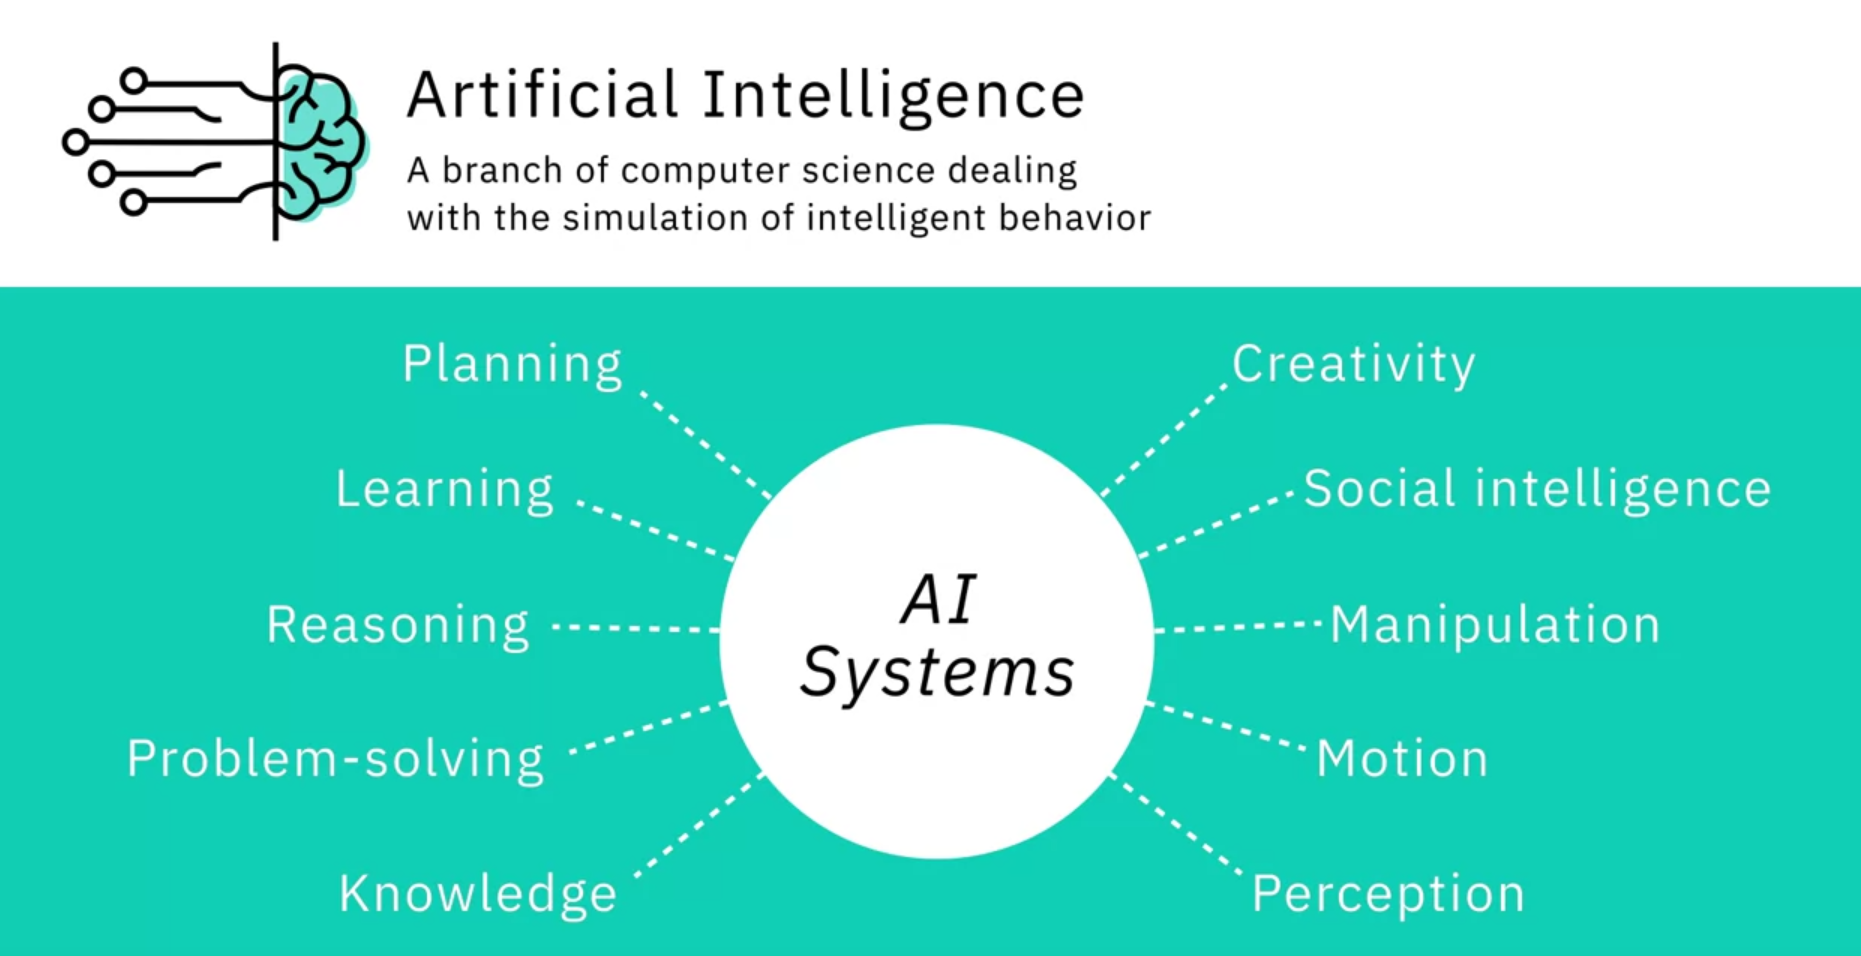 Artificial Intelligence
A branch of computer science dealing
with the simulation of intelligent behavior
Planning
Learning
Reasoning
Problem-solving
Knowledge
AI
Systems
Creativity
Social intelligence
Manipulation
Motion
Perception